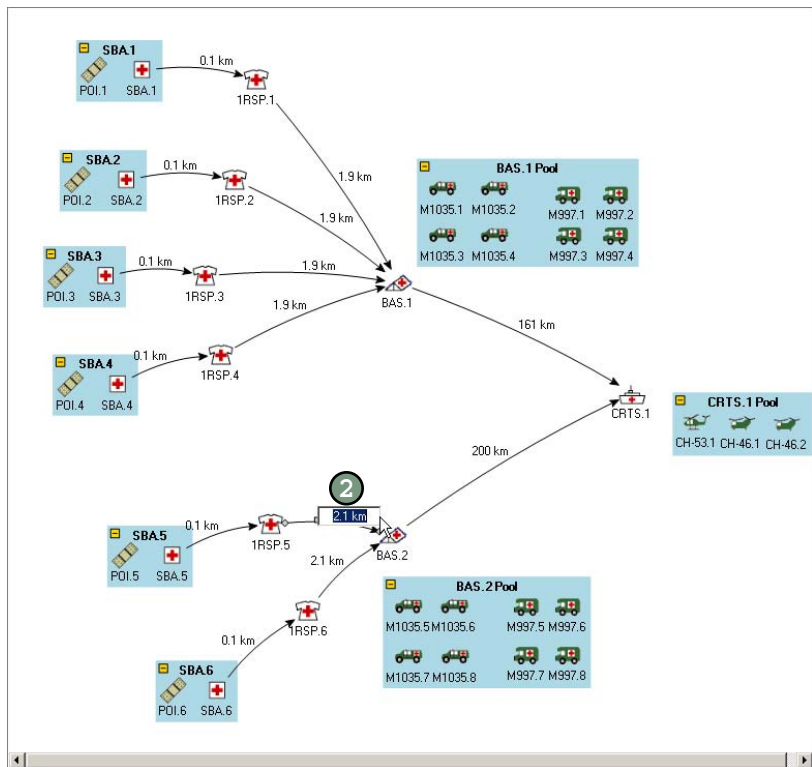 SBA.1
POI.1 SBA.1
0.1 km
1RSP.1
1.9 km
SBA.2
POI.2 SBA.2
0.1 km
1RSP.2
1.9 km
BAS.1 Pool
M1035.1 M1035.2 M997.1 M997.2
M1035.3 M1035.4 M997.3 M997.4
SBA.3
POI.3 SBA.3
0.1 km
1RSP.3
1.9 km
BAS.1
SBA.4
POI.4 SBA.4
0.1 km
1RSP.4
1.9 km
161 km
CRTS.1
CRTS.1 Pool
CH-53.1 CH-46.1 CH-46.2
200 km
2
2.1 km
SBA.5
POI.5 SBA.5
0.1 km
1RSP.5
BAS.2
2.1 km
1RSP.6
BAS.2 Pool
M1035.5 M1035.6 M997.5 M997.6
M1035.7 M1035.8 M997.7 M997.8
0.1 km
SBA.6
POI.6 SBA.6